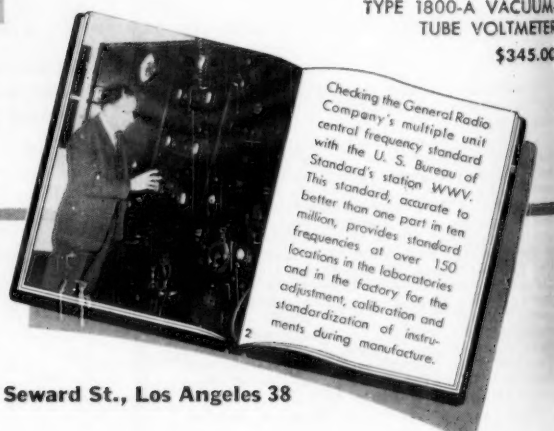 TYPE 1800-A VACUUM
TUBE VOLTMETER
$345.00
Checking the General Radio
Company's multiple unit
central frequency standard
with the U. S. Bureau of
Standard's station WWV.
This standard, accurate to
better than one part in ten
million, provides standard
frequencies at over 150
locations in the laboratories
and in the factory for the
adjustment, calibration and
standardization of instru-
ments during manufacture.
2
Seward St., Los Angeles 38